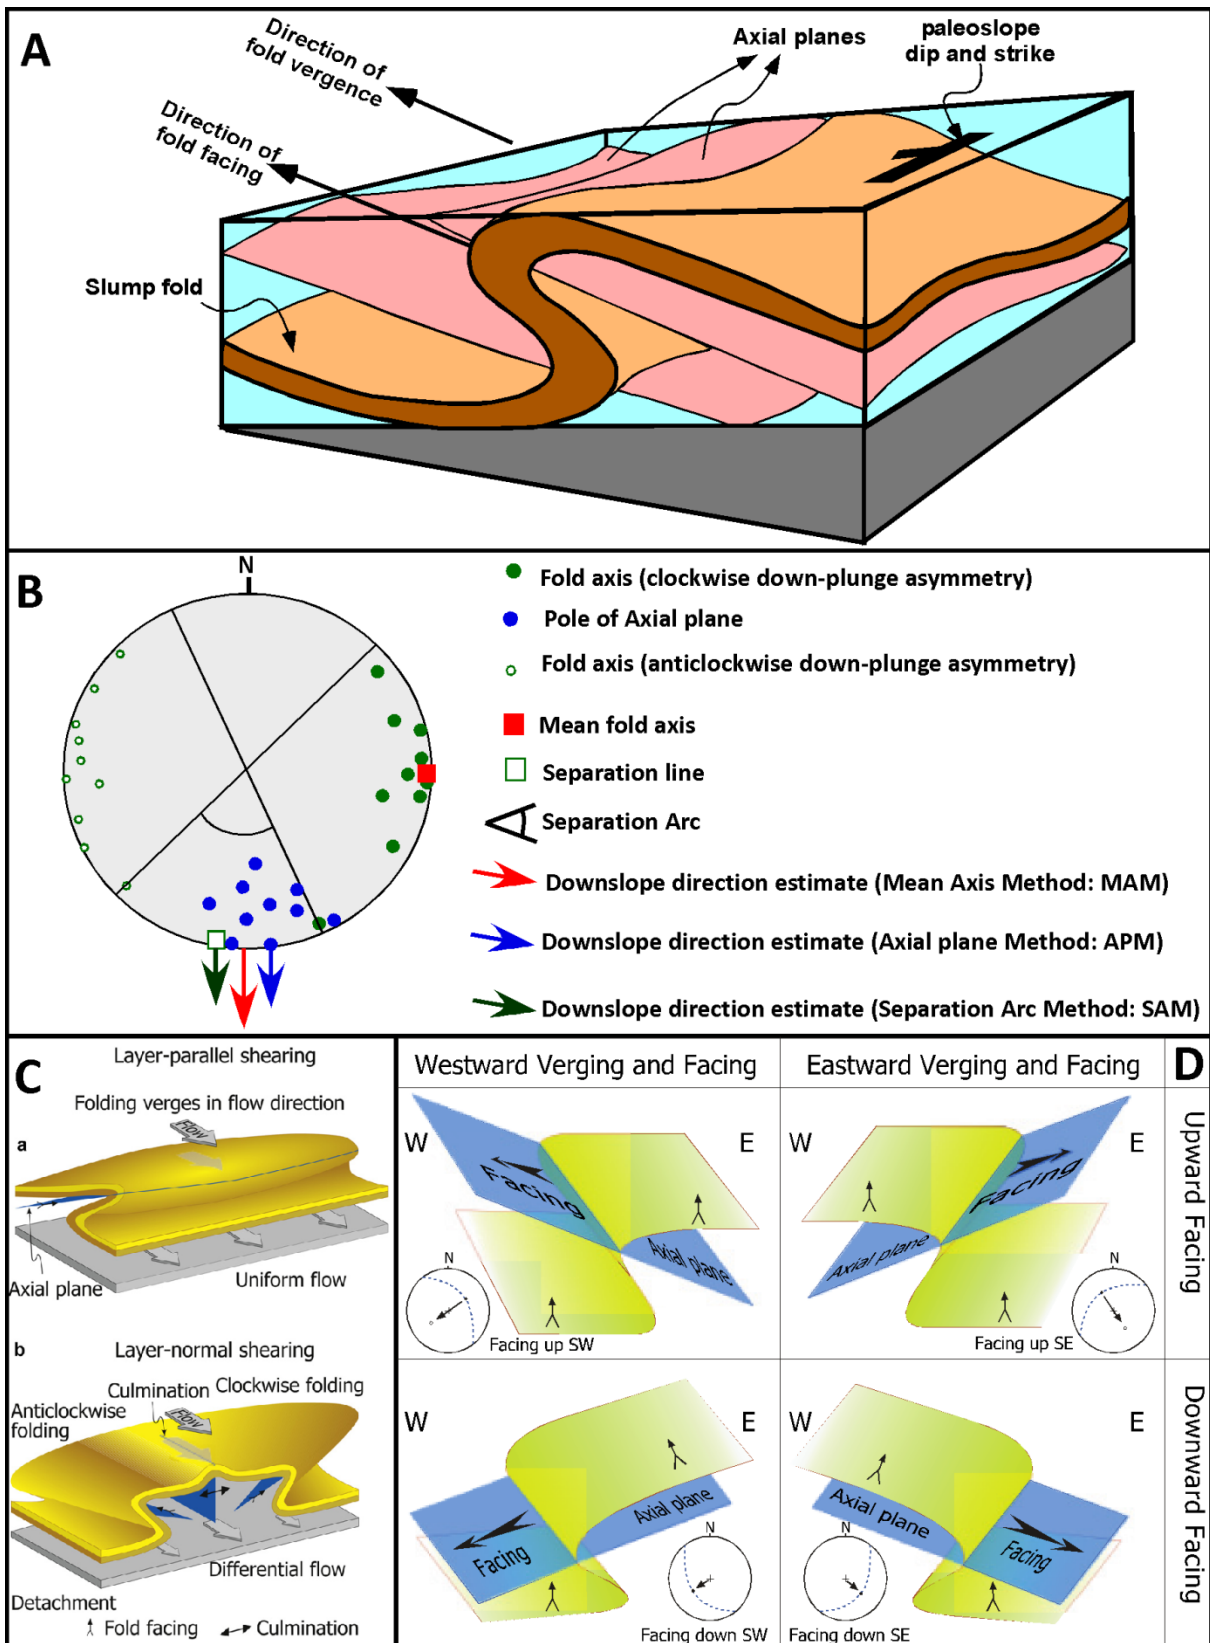 A
Direction of
fold vergence
Direction of
fold facing
Axial planes
paleoslope
dip and strike
Slump fold
B
N
Fold axis (clockwise down-plunge asymmetry)
Pole of Axial plane
Fold axis (anticlockwise down-plunge asymmetry)
Mean fold axis
Separation line
Separation Arc
Downslope direction estimate (Mean Axis Method: MAM)
Downslope direction estimate (Axial plane Method: APM)
Downslope direction estimate (Separation Arc Method: SAM)
C
Layer-parallel shearing
Folding verges in flow direction
a
Flow
Axial plane
Uniform flow
b
Layer-normal shearing
Culmination
Clockwise folding
Anticlockwise
folding
Flow
Differential flow
Detachment
Fold facing
Culmination
D
Westward Verging and Facing
Eastward Verging and Facing
Upward Facing
W
E
Facing
Axial plane
N
Facing up SW
W
E
Facing
Axial plane
N
Facing up SE
Downward Facing
W
E
Axial plane
Facing
N
Facing down SW
W
E
Axial plane
Facing
N
Facing down SE